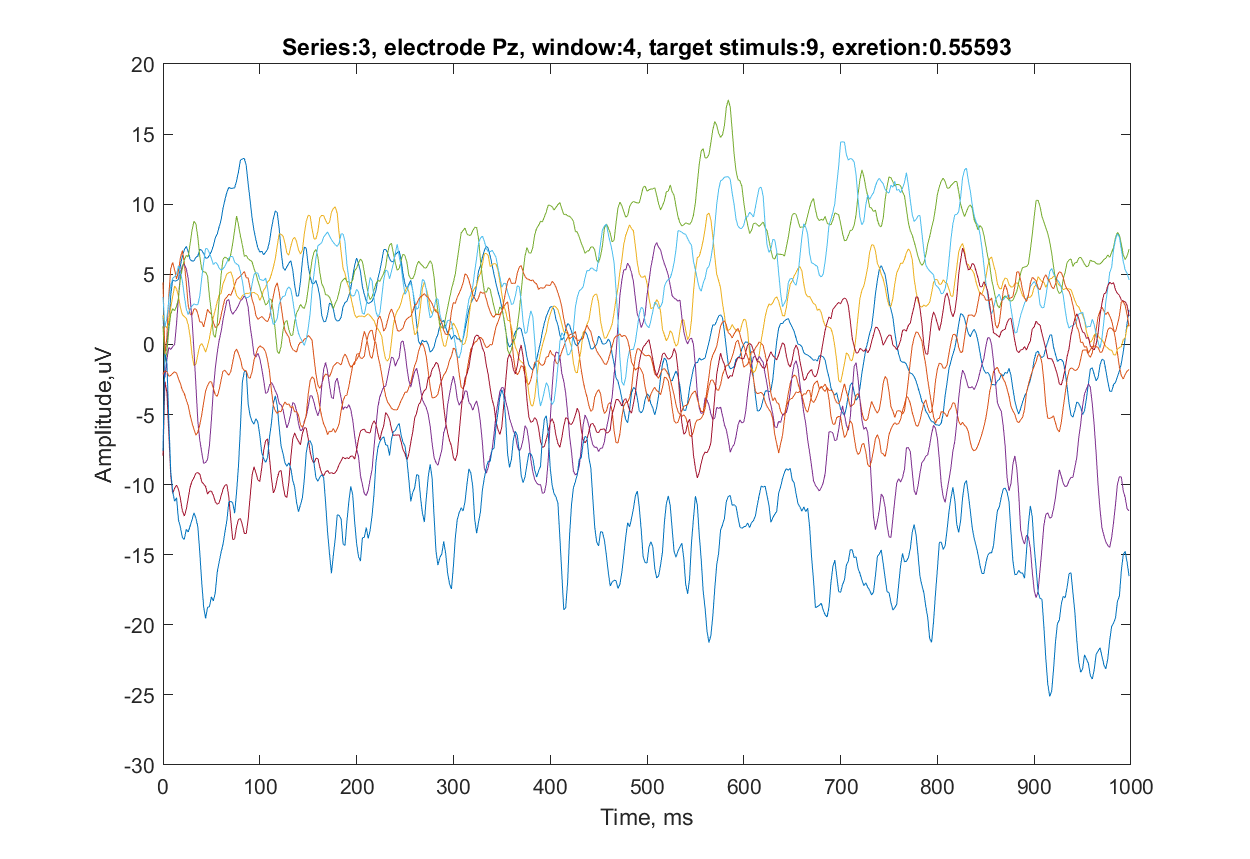 Series:3, electrode Pz, window:4, target stimuls:9, exretion:0.55593
20
15
10
5
0
-5
-10
-15
-20
-25
-30
Amplitude,uV
0 100 200 300 400 500 600 700 800 900 1000
Time, ms